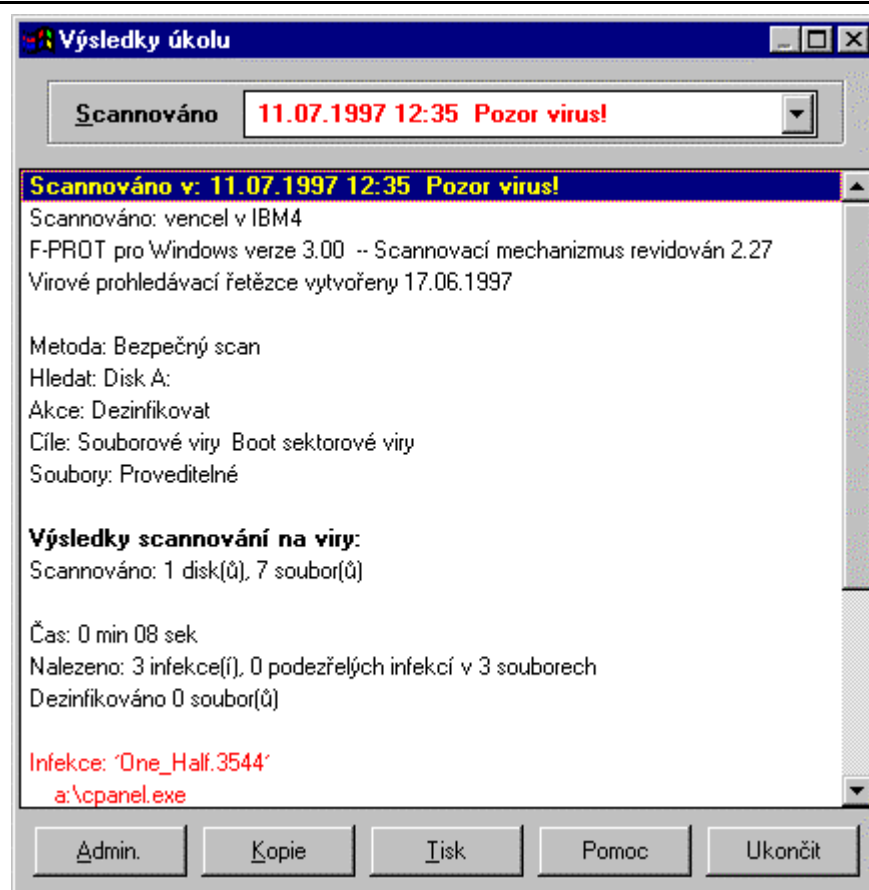 Výsledky úkolu
Scannováno 11.07.1997 12:35 Pozor virus!
Scannováno v: 11.07.1997 12:35 Pozor virus!
Scannováno: vencel v IBM4
F-PROT pro Windows verze 3.00 -- Scannovací mechanizmus revidován 2.27
Virové prohledávací řetězce vytvořeny 17.06.1997
Metoda: Bezpečný scan
Hledat: Disk A:
Akce: Dezinfikovat
Cíle: Souborové viry Boot sektorové viry
Soubory: Proveditelné
Výsledky scannování na viry:
Scannováno: 1 disk(ů), 7 soubor(ů)
Čas: 0 min 08 sek
Nalezeno: 3 infekce(í), 0 podezřelých infekcí v 3 souborech
Dezinfikováno 0 soubor(ů)
Infekce: ´One_Half.3544´
a:\cpanel.exe
Admin. Kopie Tisk Pomoc Ukončit